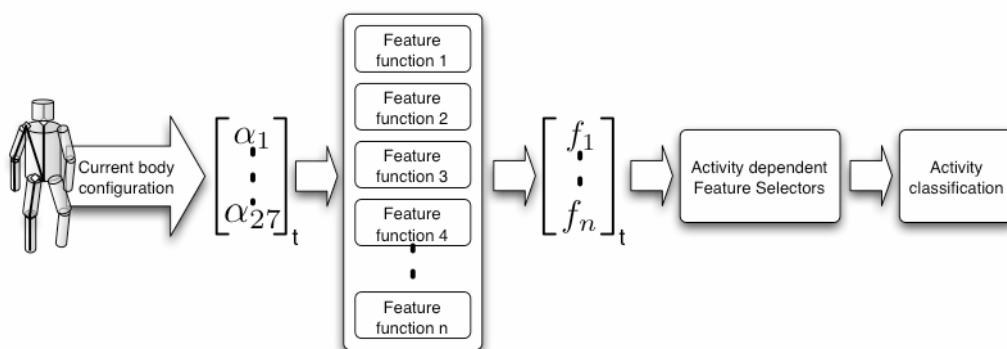 Current body
configuration
α1
α27
t
Feature
function 1
Feature
function 2
Feature
function 3
Feature
function 4
Feature
function n
f1
fn
t
Activity dependent
Feature Selectors
Activity
classification